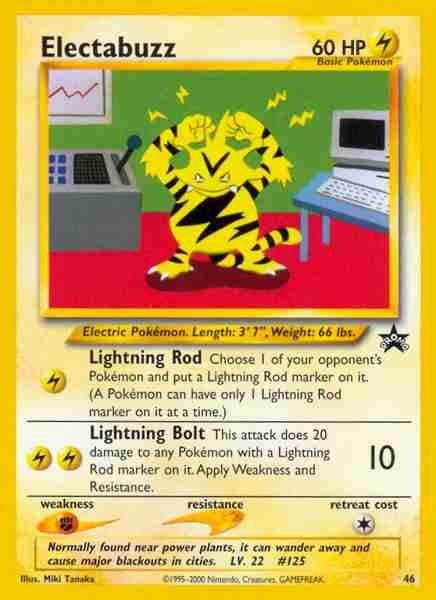 Electabuzz
60 HP
Basic Pokémon
Electric Pokémon. Length: 3' 7", Weight: 66 lbs.
PROMO
Lightning Rod Choose 1 of your opponent's
Pokémon and put a Lightning Rod marker on it.
(A Pokémon can have only 1 Lightning Rod
marker on it at a time.)
Lightning Bolt This attack does 20
damage to any Pokémon with a
Lightning Rod marker on it. Apply Weakness and
Resistance.
10
weakness
resistance
retreat cost
Normally found near power plants, it can wander away and
cause major blackouts in cities. LV. 22 #125
Illus. Miki Tanaka
©1995-2000 Nintendo, Creatures, GAMEFREAK.
46